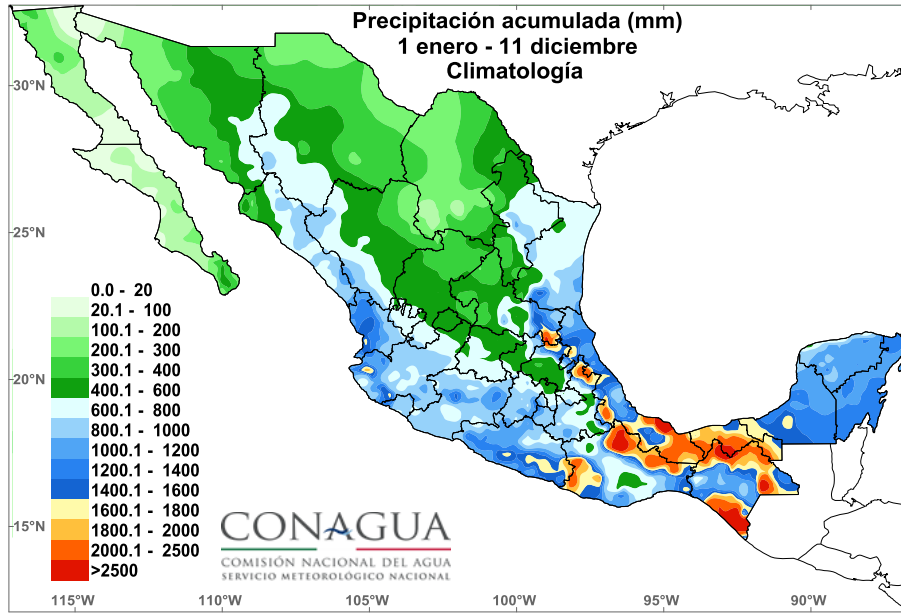 Precipitación acumulada (mm)
1 enero - 11 diciembre
Climatología
30°N
25°N
20°N
15°N
0.0 - 20
20.1 - 100
100.1 - 200
200.1 - 300
300.1 - 400
400.1 - 600
600.1 - 800
800.1 - 1000
1000.1 - 1200
1200.1 - 1400
1400.1 - 1600
1600.1 - 1800
1800.1 - 2000
2000.1 - 2500
>2500
CONAGUA
COMISIÓN NACIONAL DEL AGUA
SERVICIO METEOROLÓGICO NACIONAL
115°W 110°W 105°W 100°W 95°W 90°W